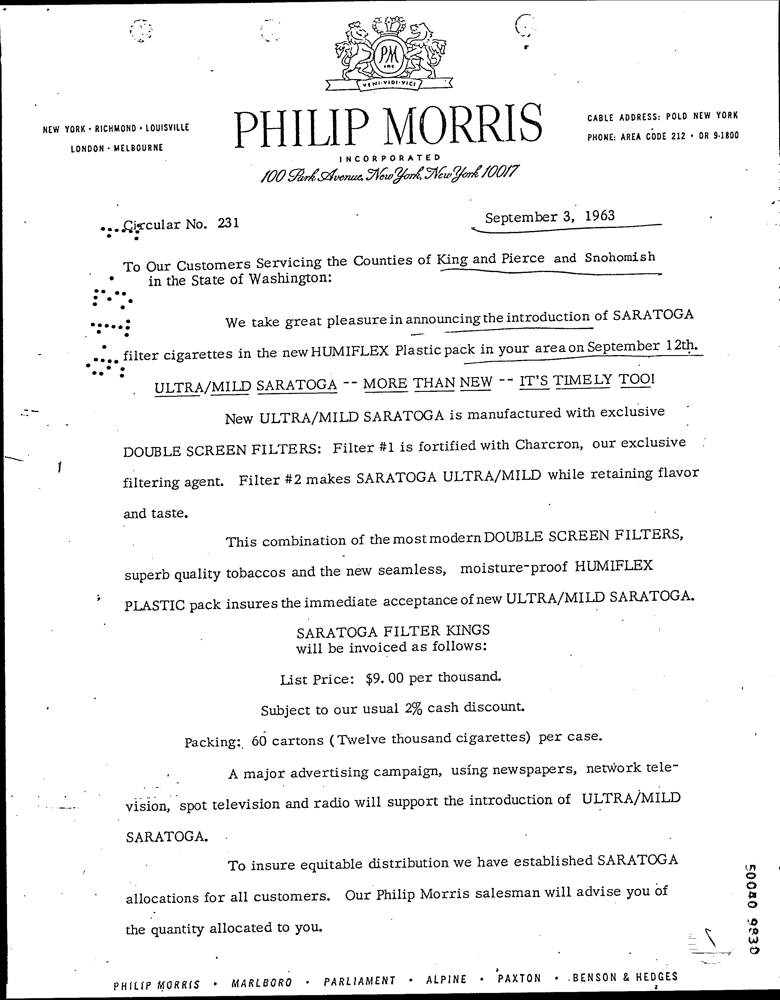 PM
INC
VENI·VIDI·VICI
NEW YORK · RICHMOND · LOUISVILLE
LONDON · MELBOURNE
PHILIP MORRIS
INCORPORATED
100 Park Avenue, New York, New York 10017
CABLE ADDRESS: POLD NEW YORK
PHONE: AREA CODE 212 · OR 9-1800
Circular No. 231
September 3, 1963
To Our Customers Servicing the Counties of King and Pierce and Snohomish
in the State of Washington:
We take great pleasure in announcing the introduction of SARATOGA
filter cigarettes in the new HUMIFLEX Plastic pack in your area on September 12th.
ULTRA/MILD SARATOGA -- MORE THAN NEW -- IT'S TIMELY TOO!
New ULTRA/MILD SARATOGA is manufactured with exclusive
DOUBLE SCREEN FILTERS: Filter #1 is fortified with Charcron, our exclusive
filtering agent. Filter #2 makes SARATOGA ULTRA/MILD while retaining flavor
and taste.
This combination of the most modern DOUBLE SCREEN FILTERS,
superb quality tobaccos and the new seamless, moisture-proof HUMIFLEX
PLASTIC pack insures the immediate acceptance of new ULTRA/MILD SARATOGA.
SARATOGA FILTER KINGS
will be invoiced as follows:
List Price: $9.00 per thousand.
Subject to our usual 2% cash discount.
Packing: 60 cartons (Twelve thousand cigarettes) per case.
A major advertising campaign, using newspapers, network tele-
vision, spot television and radio will support the introduction of ULTRA/MILD
SARATOGA.
To insure equitable distribution we have established SARATOGA
allocations for all customers. Our Philip Morris salesman will advise you of
the quantity allocated to you.
PHILIP MORRIS · MARLBORO · PARLIAMENT · ALPINE · PAXTON · BENSON & HEDGES